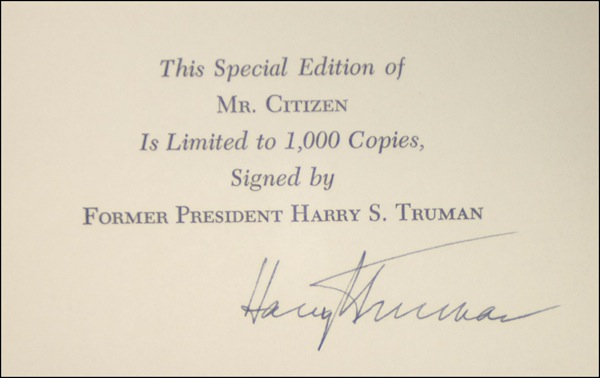 This Special Edition of
MR. CITIZEN
Is Limited to 1,000 Copies,
Signed by
FORMER PRESIDENT HARRY S. TRUMAN
Harry S Truman